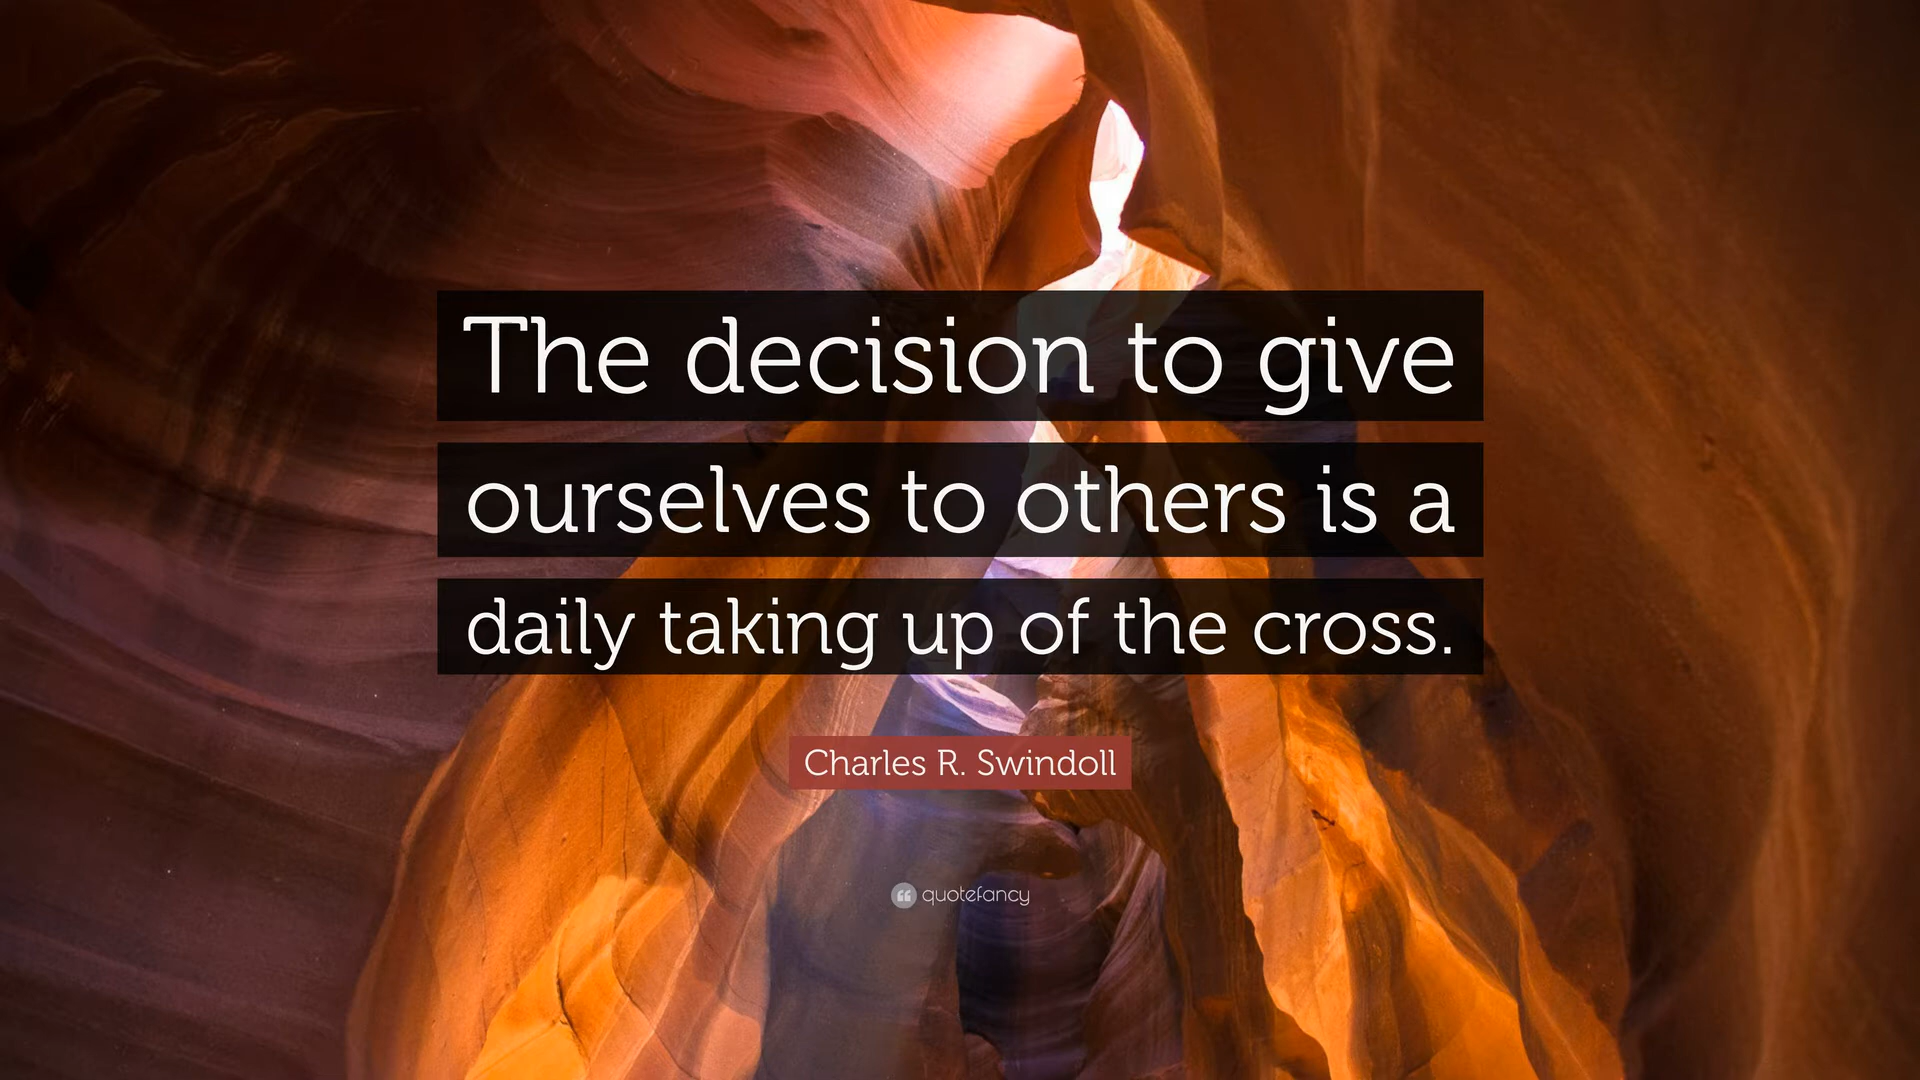 The decision to give
ourselves to others is a
daily taking up of the cross.
Charles R. Swindoll
quotefancy